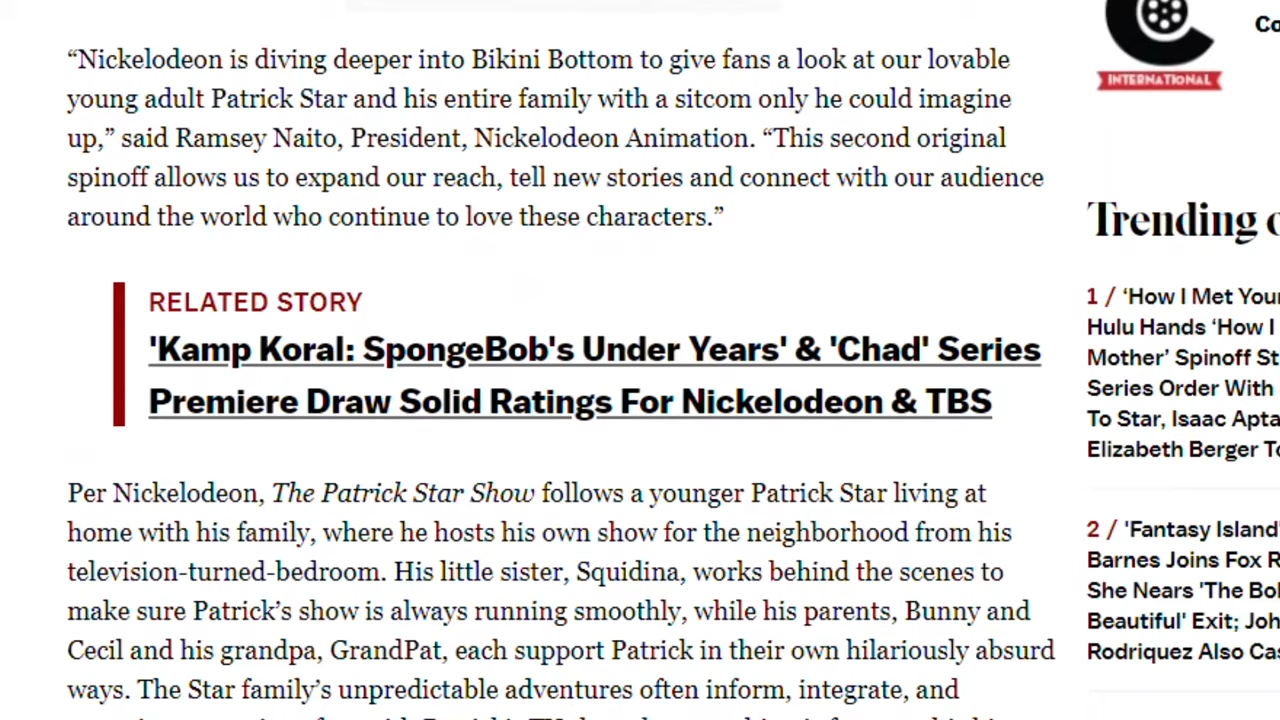 “Nickelodeon is diving deeper into Bikini Bottom to give fans a look at our lovable
young adult Patrick Star and his entire family with a sitcom only he could imagine
up,” said Ramsey Naito, President, Nickelodeon Animation. “This second original
spinoff allows us to expand our reach, tell new stories and connect with our audience
around the world who continue to love these characters.”
RELATED STORY
'Kamp Koral: SpongeBob's Under Years' & 'Chad' Series
Premiere Draw Solid Ratings For Nickelodeon & TBS
Per Nickelodeon, The Patrick Star Show follows a younger Patrick Star living at
home with his family, where he hosts his own show for the neighborhood from his
television-turned-bedroom. His little sister, Squidina, works behind the scenes to
make sure Patrick’s show is always running smoothly, while his parents, Bunny and
Cecil and his grandpa, GrandPat, each support Patrick in their own hilariously absurd
ways. The Star family’s unpredictable adventures often inform, integrate, and
INTERNATIONAL
Co
Trending
1 / ‘How I Met Your
Hulu Hands ‘How I
Mother’ Spinoff St
Series Order With
To Star, Isaac Apta
Elizabeth Berger To
2 / 'Fantasy Island'
Barnes Joins Fox R
She Nears 'The Bol
Beautiful' Exit; Joh
Rodriquez Also Cas